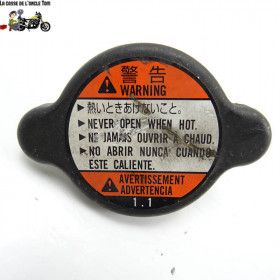 La casse de L'oncle Tom
警告
WARNING
▶熱いときあけないこと。
▶NEVER OPEN WHEN HOT.
▶NE JAMAIS OUVRIR A CHAUD.
▶NO ABRIR NUNCA CUANDO
ESTE CALIENTE.
AVERTISSEMENT
ADVERTENCIA
1.1